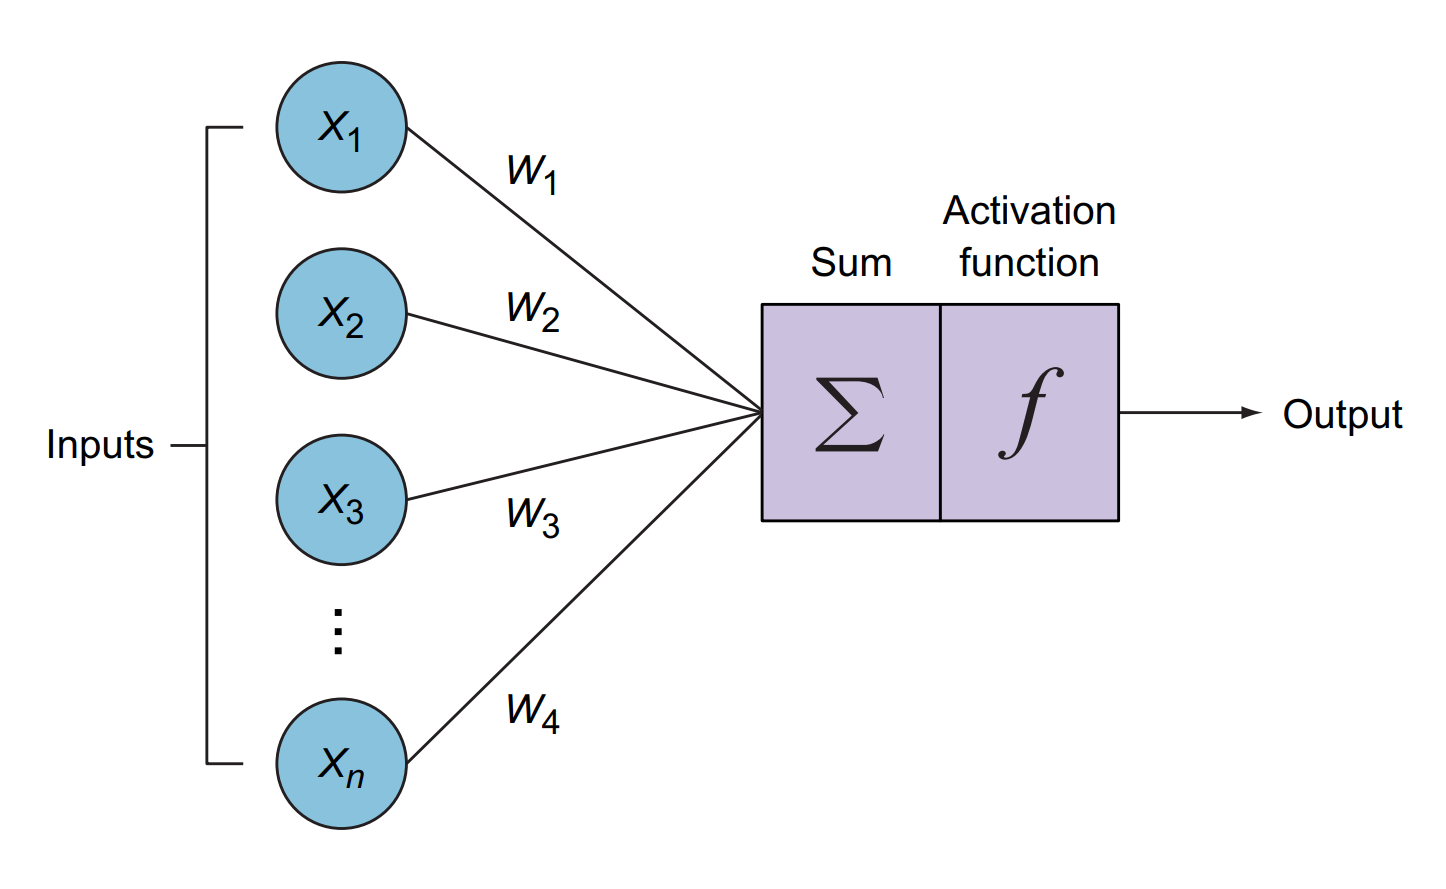 X1
W1
Activation
Sum function
W2
X2
Σ f
Output
Inputs
X3
W3
⋮
W4
Xn